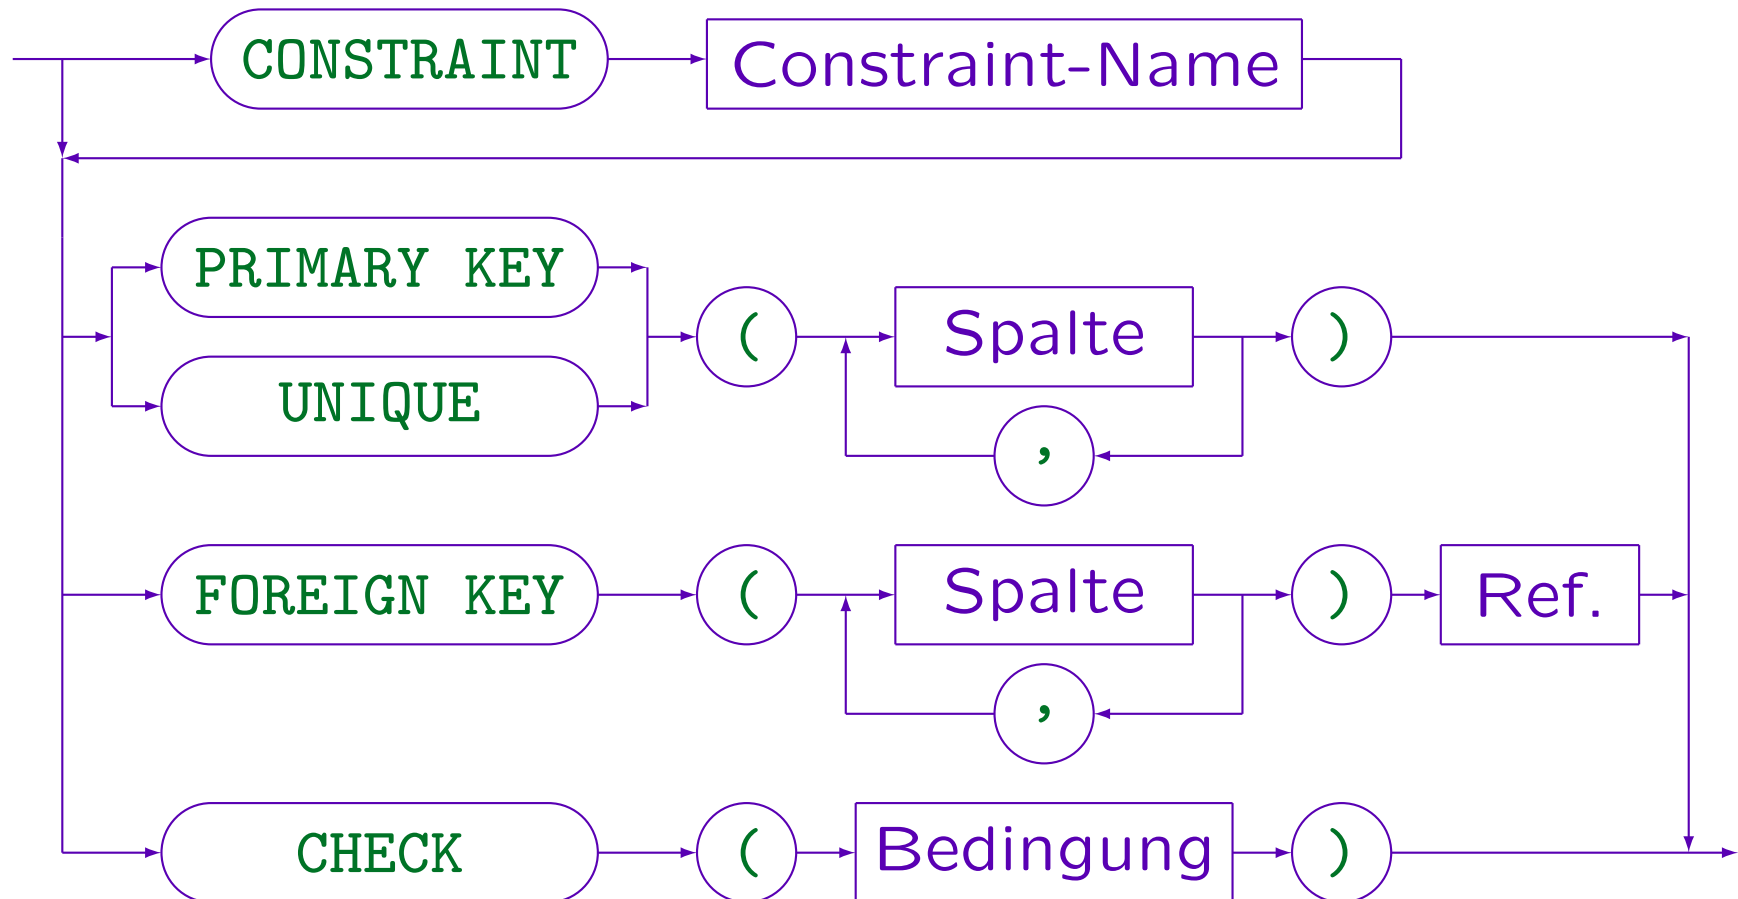 CONSTRAINT Constraint-Name
PRIMARY KEY
( Spalte )
UNIQUE
,
FOREIGN KEY ( Spalte ) Ref.
,
CHECK ( Bedingung )